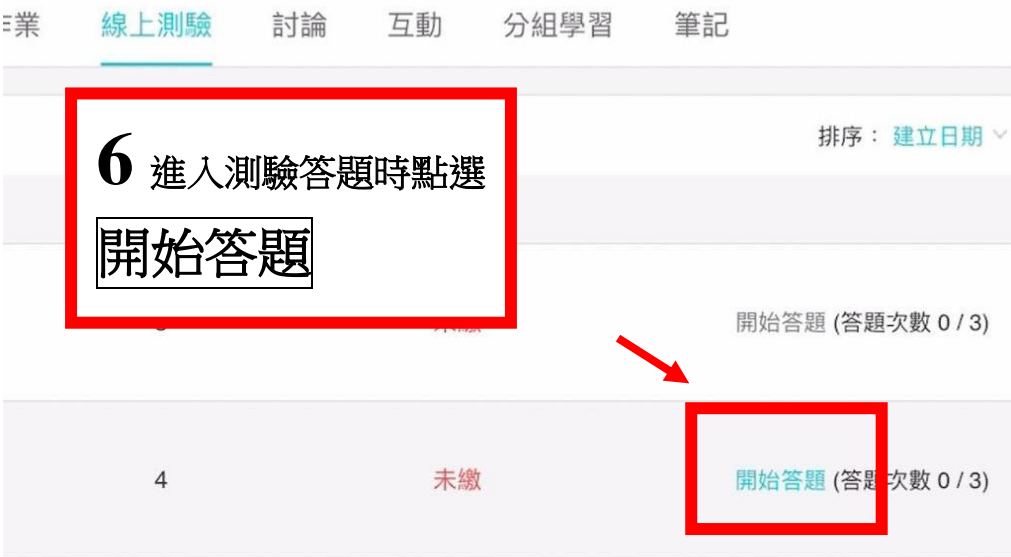 業 線上測驗 討論 互動 分組學習 筆記
排序： 建立日期
6 進入測驗答題時點選
開始答題
開始答題 (答題次數 0 / 3)
4 未繳 開始答題 (答題次數 0 / 3)